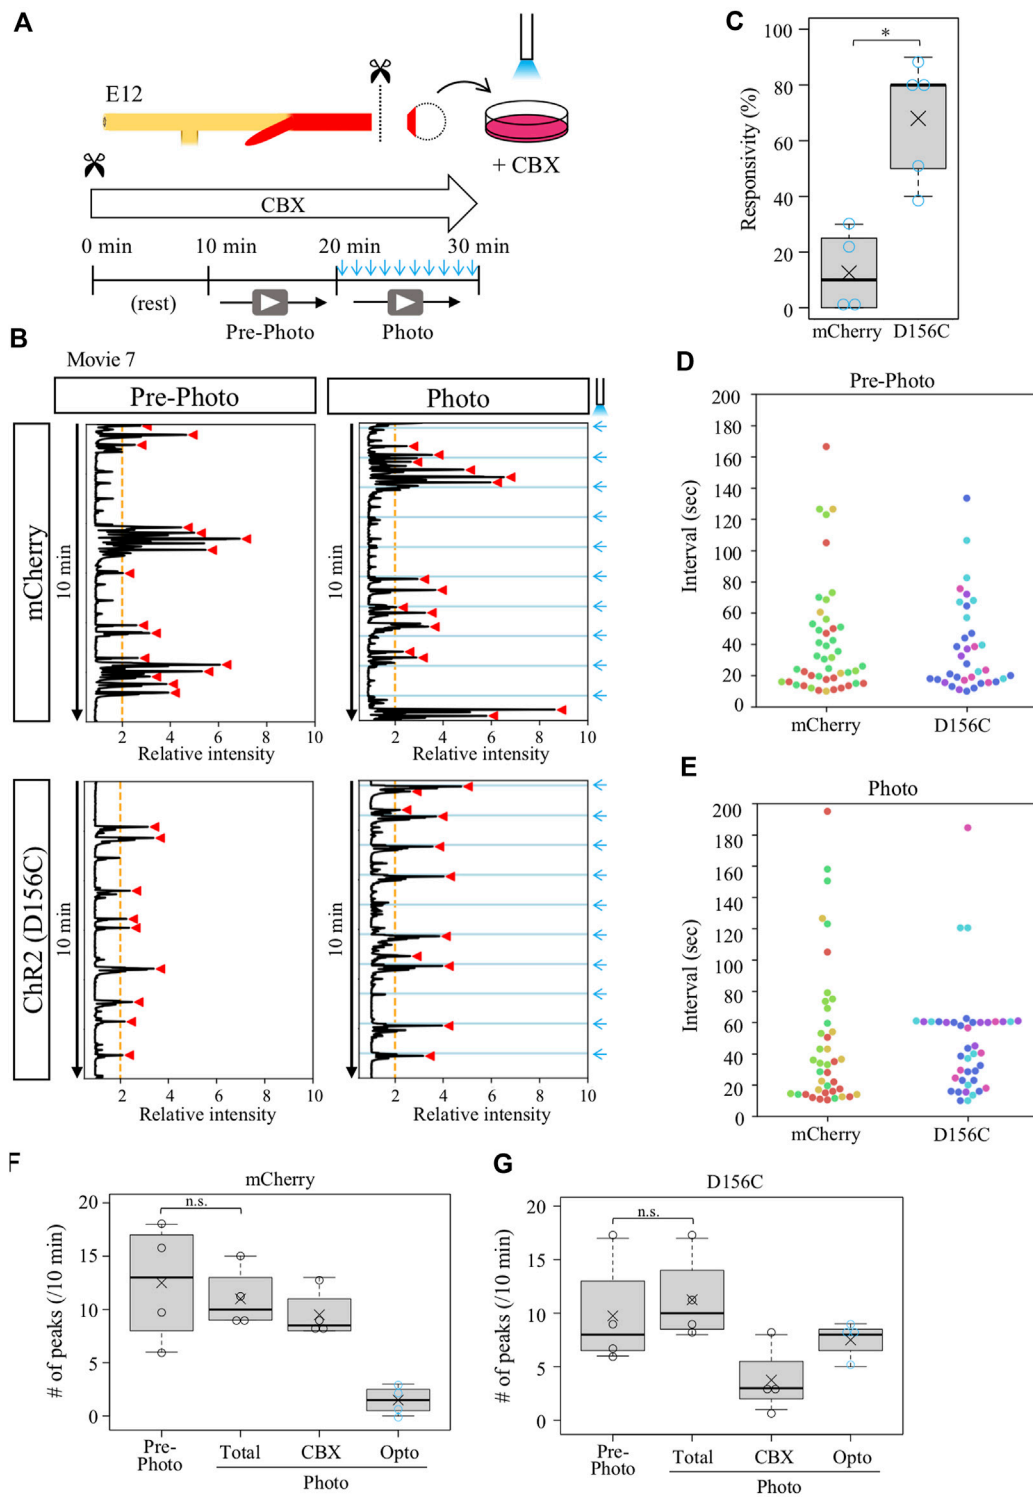 A
E12
+ CBX
CBX
0 min 10 min 20 min 30 min
(rest)
Pre-Photo Photo
B
Movie 7
Pre-Photo Photo
mCherry
10 min
10 min
2 4 6 8 10
Relative intensity
2 4 6 8 10
Relative intensity
ChR2 (D156C)
10 min
10 min
2 4 6 8 10
Relative intensity
2 4 6 8 10
Relative intensity
C
Responsivity (%)
100
80
60
40
20
0
*
mCherry D156C
D
Pre-Photo
Interval (sec)
200
180
160
140
120
100
80
60
40
20
0
mCherry D156C
E
Photo
Interval (sec)
200
180
160
140
120
100
80
60
40
20
0
mCherry D156C
F
mCherry
# of peaks (/10 min)
20
15
10
5
0
n.s.
Pre-
Photo
Total CBX Opto
Photo
G
D156C
# of peaks (/10 min)
20
15
10
5
0
n.s.
Pre-
Photo
Total CBX Opto
Photo